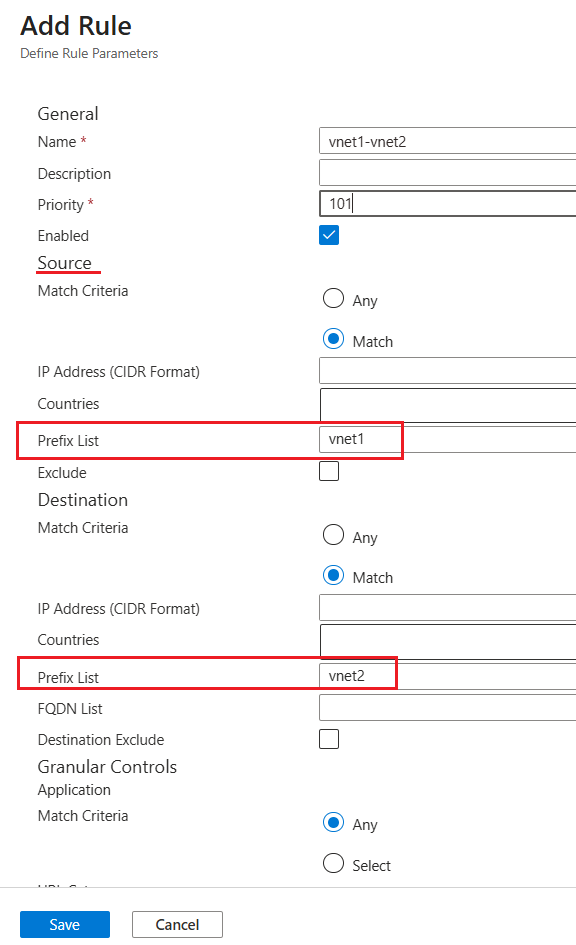 Add Rule
Define Rule Parameters
General
Name * vnet1-vnet2
Description
Priority * 101
Enabled
Source
Match Criteria
Any
Match
IP Address (CIDR Format)
Countries
Prefix List vnet1
Exclude
Destination
Match Criteria
Any
Match
IP Address (CIDR Format)
Countries
Prefix List vnet2
FQDN List
Destination Exclude
Granular Controls
Application
Match Criteria
Any
Select
Save Cancel